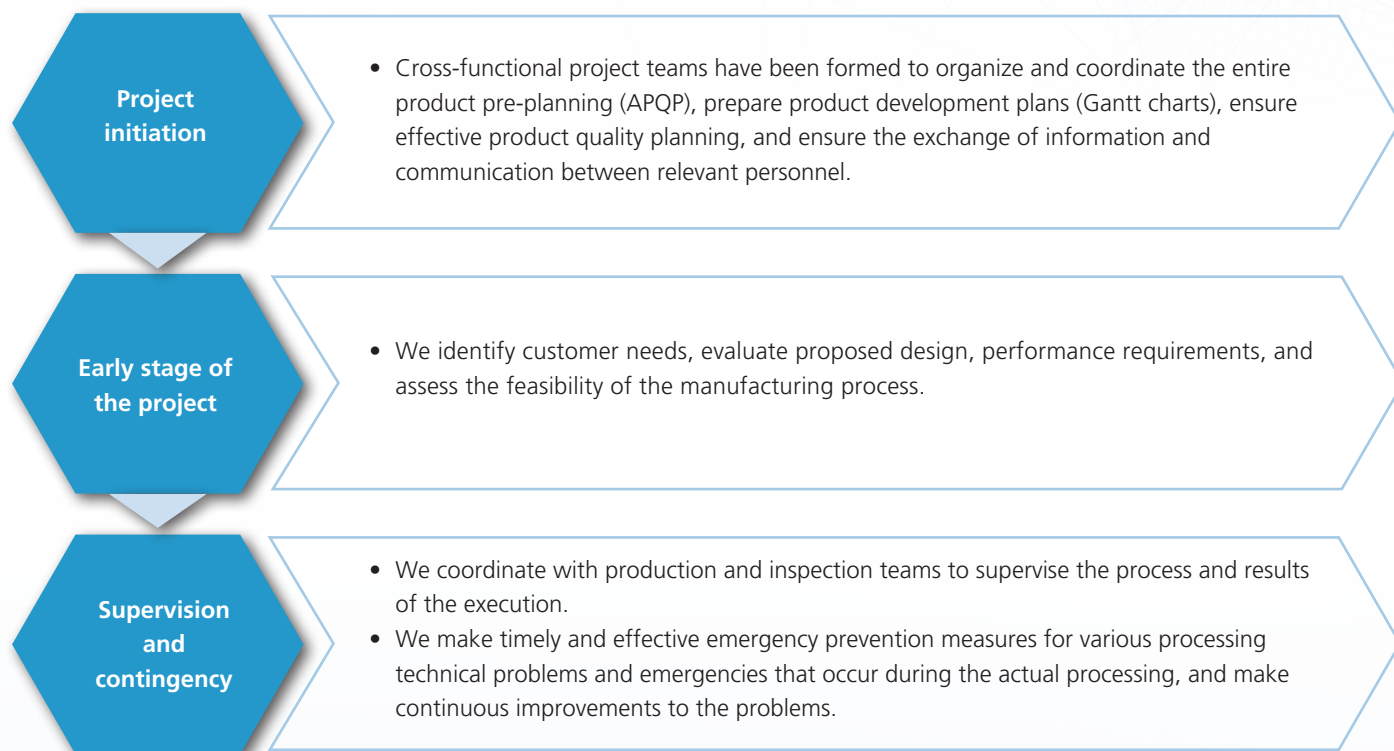 Project
initiation
• Cross-functional project teams have been formed to organize and coordinate the entire
product pre-planning (APQP), prepare product development plans (Gantt charts), ensure
effective product quality planning, and ensure the exchange of information and
communication between relevant personnel.
Early stage of
the project
• We identify customer needs, evaluate proposed design, performance requirements, and
assess the feasibility of the manufacturing process.
Supervision
and
contingency
• We coordinate with production and inspection teams to supervise the process and results
of the execution.
• We make timely and effective emergency prevention measures for various processing
technical problems and emergencies that occur during the actual processing, and make
continuous improvements to the problems.